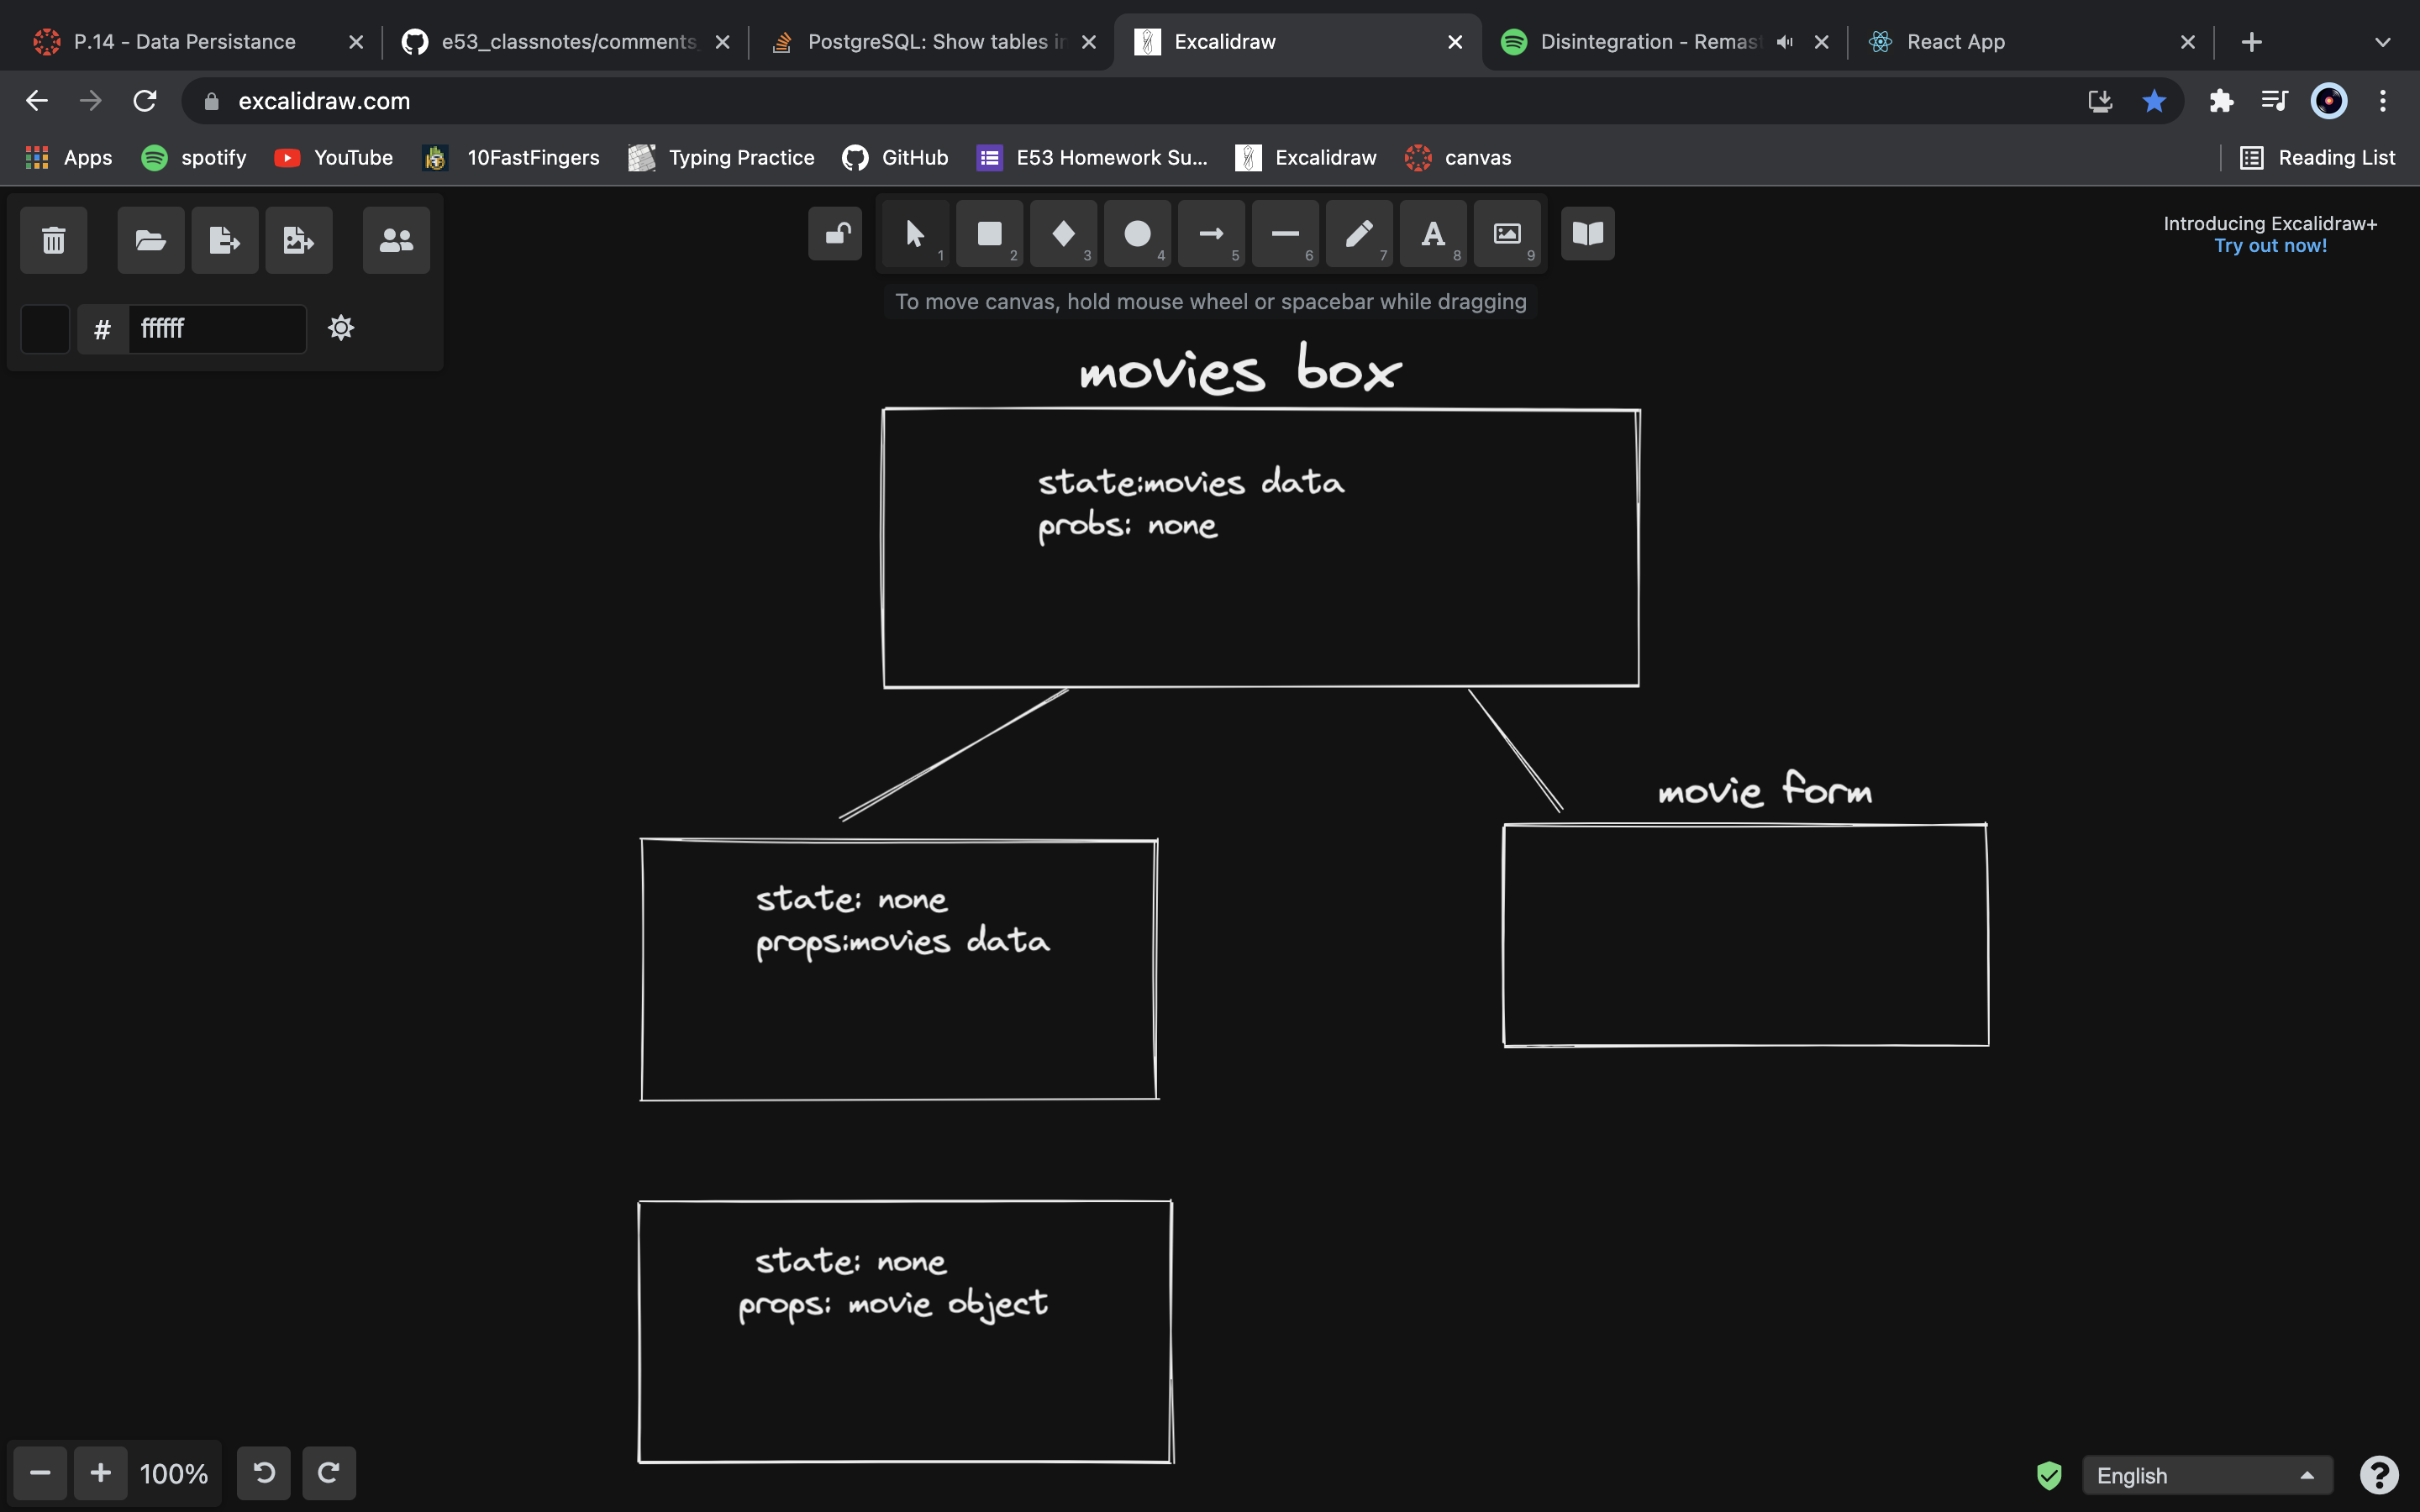 P.14 - Data Persistance
e53_classnotes/comments_
PostgreSQL: Show tables in
Excalidraw
Disintegration - Remast
React App
excalidraw.com
Apps
spotify
YouTube
10FastFingers
Typing Practice
GitHub
E53 Homework Su...
Excalidraw
canvas
Reading List
1
2
3
4
5
6
7
A
8
9
Introducing Excalidraw+
Try out now!
To move canvas, hold mouse wheel or spacebar while dragging
# ffffff
movies box
state:movies data
probs: none
movie form
state: none
props:movies data
state: none
props: movie object
100%
English